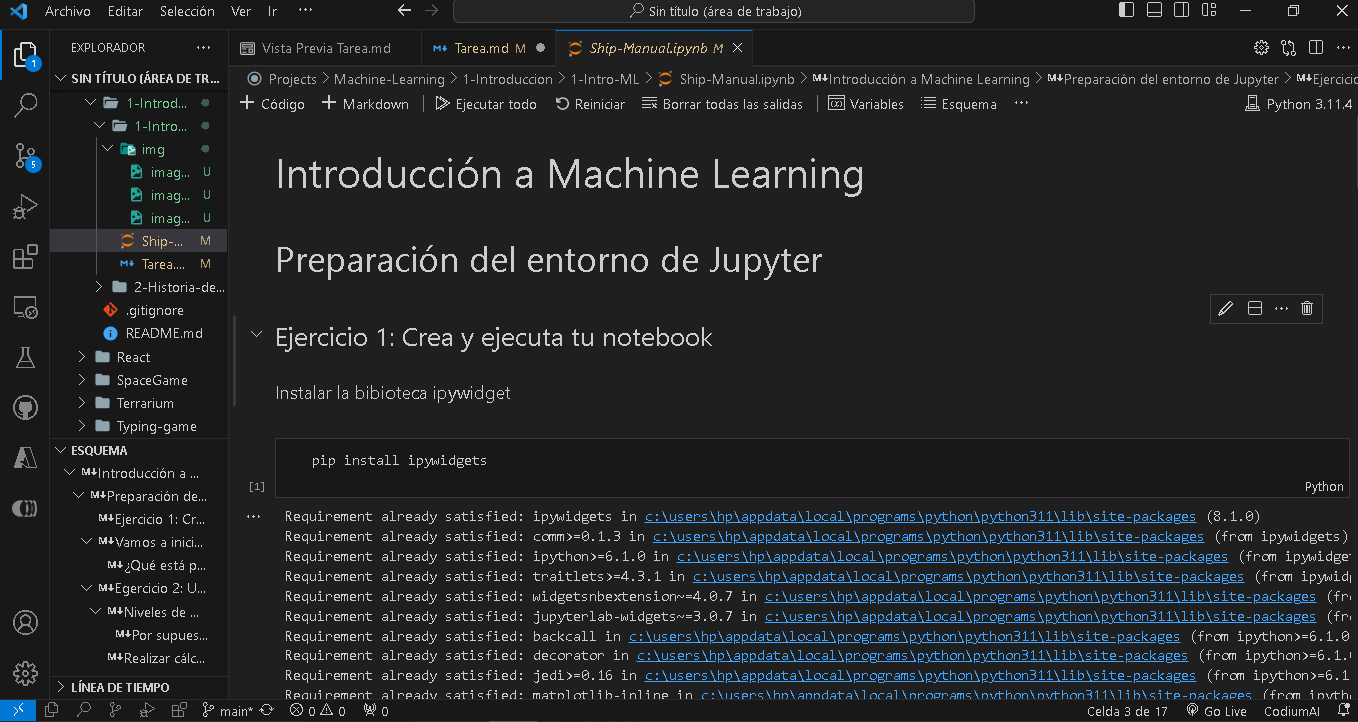 Archivo Editar Selección Ver Ir ··· Sin título (área de trabajo)
EXPLORADOR ···
Vista Previa Tarea.md
Tarea.md M
Ship-Manual.ipynb M
SIN TÍTULO (ÁREA DE TR...
Projects > Machine-Learning > 1-Introduccion > 1-Intro-ML > Ship-Manual.ipynb > M↓Introducción a Machine Learning > M↓Preparación del entorno de Jupyter > M↓Ejercicio
+ Código + Markdown Ejecutar todo Reiniciar Borrar todas las salidas Variables Esquema ··· Python 3.11.4
1-Introd...
1-Intro...
img
imag... U
imag... U
imag... U
Ship-... M
Tarea.... M
2-Historia-de...
.gitignore
README.md
React
SpaceGame
Terrarium
Typing-game
ESQUEMA
M↓Introducción a ...
M↓Preparación de...
M↓Ejercicio 1: Cr...
M↓Vamos a inici...
M↓¿Qué está p...
M↓Egercicio 2: U...
M↓Niveles de ...
M↓Por supues...
M↓Realizar cálc...
LÍNEA DE TIEMPO
1
5
Introducción a Machine Learning
Preparación del entorno de Jupyter
Ejercicio 1: Crea y ejecuta tu notebook
Instalar la bibioteca ipywidget
pip install ipywidgets
[1]
Python
Requirement already satisfied: ipywidgets in c:\users\hp\appdata\local\programs\python\python311\lib\site-packages (8.1.0)
Requirement already satisfied: comm>=0.1.3 in c:\users\hp\appdata\local\programs\python\python311\lib\site-packages (from ipywidgets)
Requirement already satisfied: ipython>=6.1.0 in c:\users\hp\appdata\local\programs\python\python311\lib\site-packages (from ipywidge
Requirement already satisfied: traitlets>=4.3.1 in c:\users\hp\appdata\local\programs\python\python311\lib\site-packages (from ipywid
Requirement already satisfied: widgetsnbextension~=4.0.7 in c:\users\hp\appdata\local\programs\python\python311\lib\site-packages (fr
Requirement already satisfied: jupyterlab-widgets~=3.0.7 in c:\users\hp\appdata\local\programs\python\python311\lib\site-packages (fr
Requirement already satisfied: backcall in c:\users\hp\appdata\local\programs\python\python311\lib\site-packages (from ipython>=6.1.0
Requirement already satisfied: decorator in c:\users\hp\appdata\local\programs\python\python311\lib\site-packages (from ipython>=6.1.
Requirement already satisfied: jedi>=0.16 in c:\users\hp\appdata\local\programs\python\python311\lib\site-packages (from ipython>=6.1
Requirement already satisfied: matplotlib-inline in c:\users\hp\appdata\local\programs\python\python311\lib\site-packages (from ipyth
main* 0 0 0 Celda 3 de 17 Go Live CodiumAI